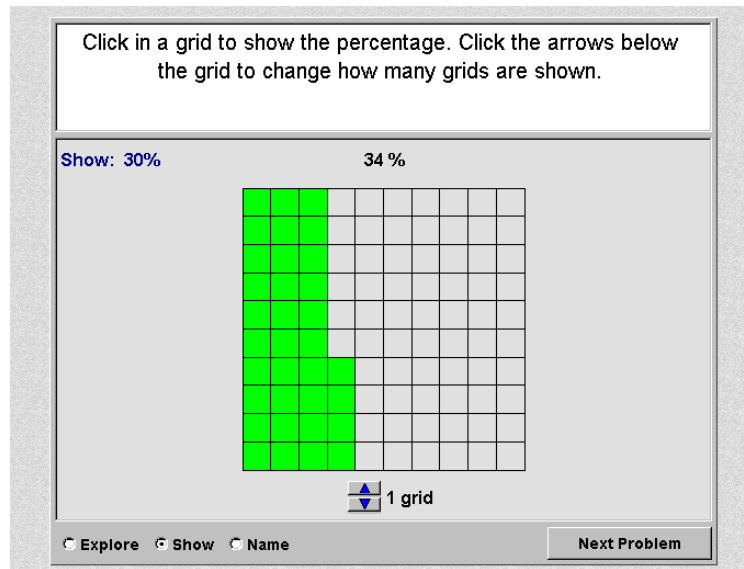 Click in a grid to show the percentage. Click the arrows below
the grid to change how many grids are shown.
Show: 30%
34 %
1 grid
Explore Show Name
Next Problem